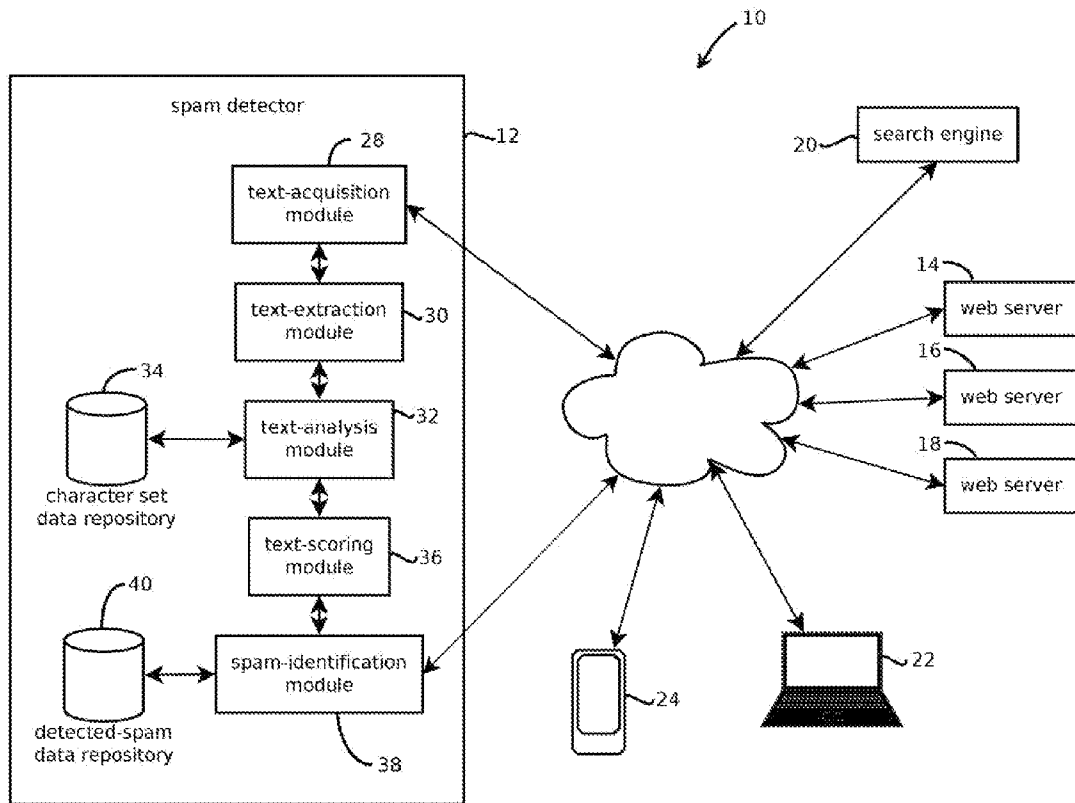 10
spam detector
12
28
text-acquisition
module
20
search engine
text-extraction
module
30
14
web server
16
web server
18
web server
34
text-analysis
module
32
character set
data repository
text-scoring
module
36
40
spam-identification
module
38
detected-spam
data repository
24
22